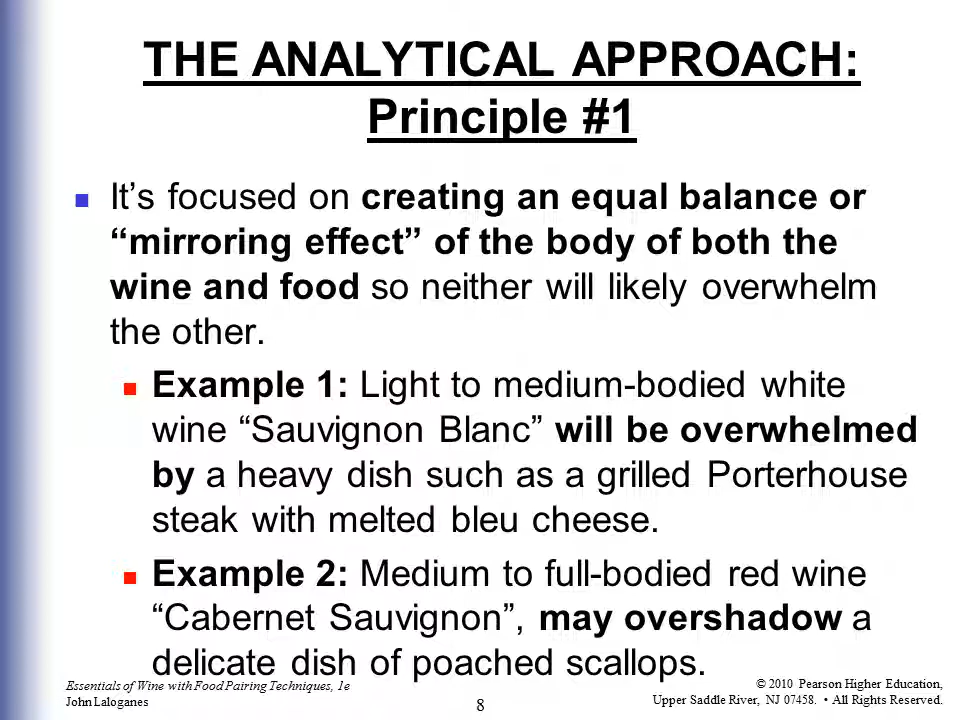 THE ANALYTICAL APPROACH:
Principle #1
It’s focused on creating an equal balance or
“mirroring effect” of the body of both the
wine and food so neither will likely overwhelm
the other.
Example 1: Light to medium-bodied white
wine “Sauvignon Blanc” will be overwhelmed
by a heavy dish such as a grilled Porterhouse
steak with melted bleu cheese.
Example 2: Medium to full-bodied red wine
“Cabernet Sauvignon”, may overshadow a
delicate dish of poached scallops.
Essentials of Wine with Food Pairing Techniques, 1e
John Laloganes
8
© 2010 Pearson Higher Education,
Upper Saddle River, NJ 07458. • All Rights Reserved.